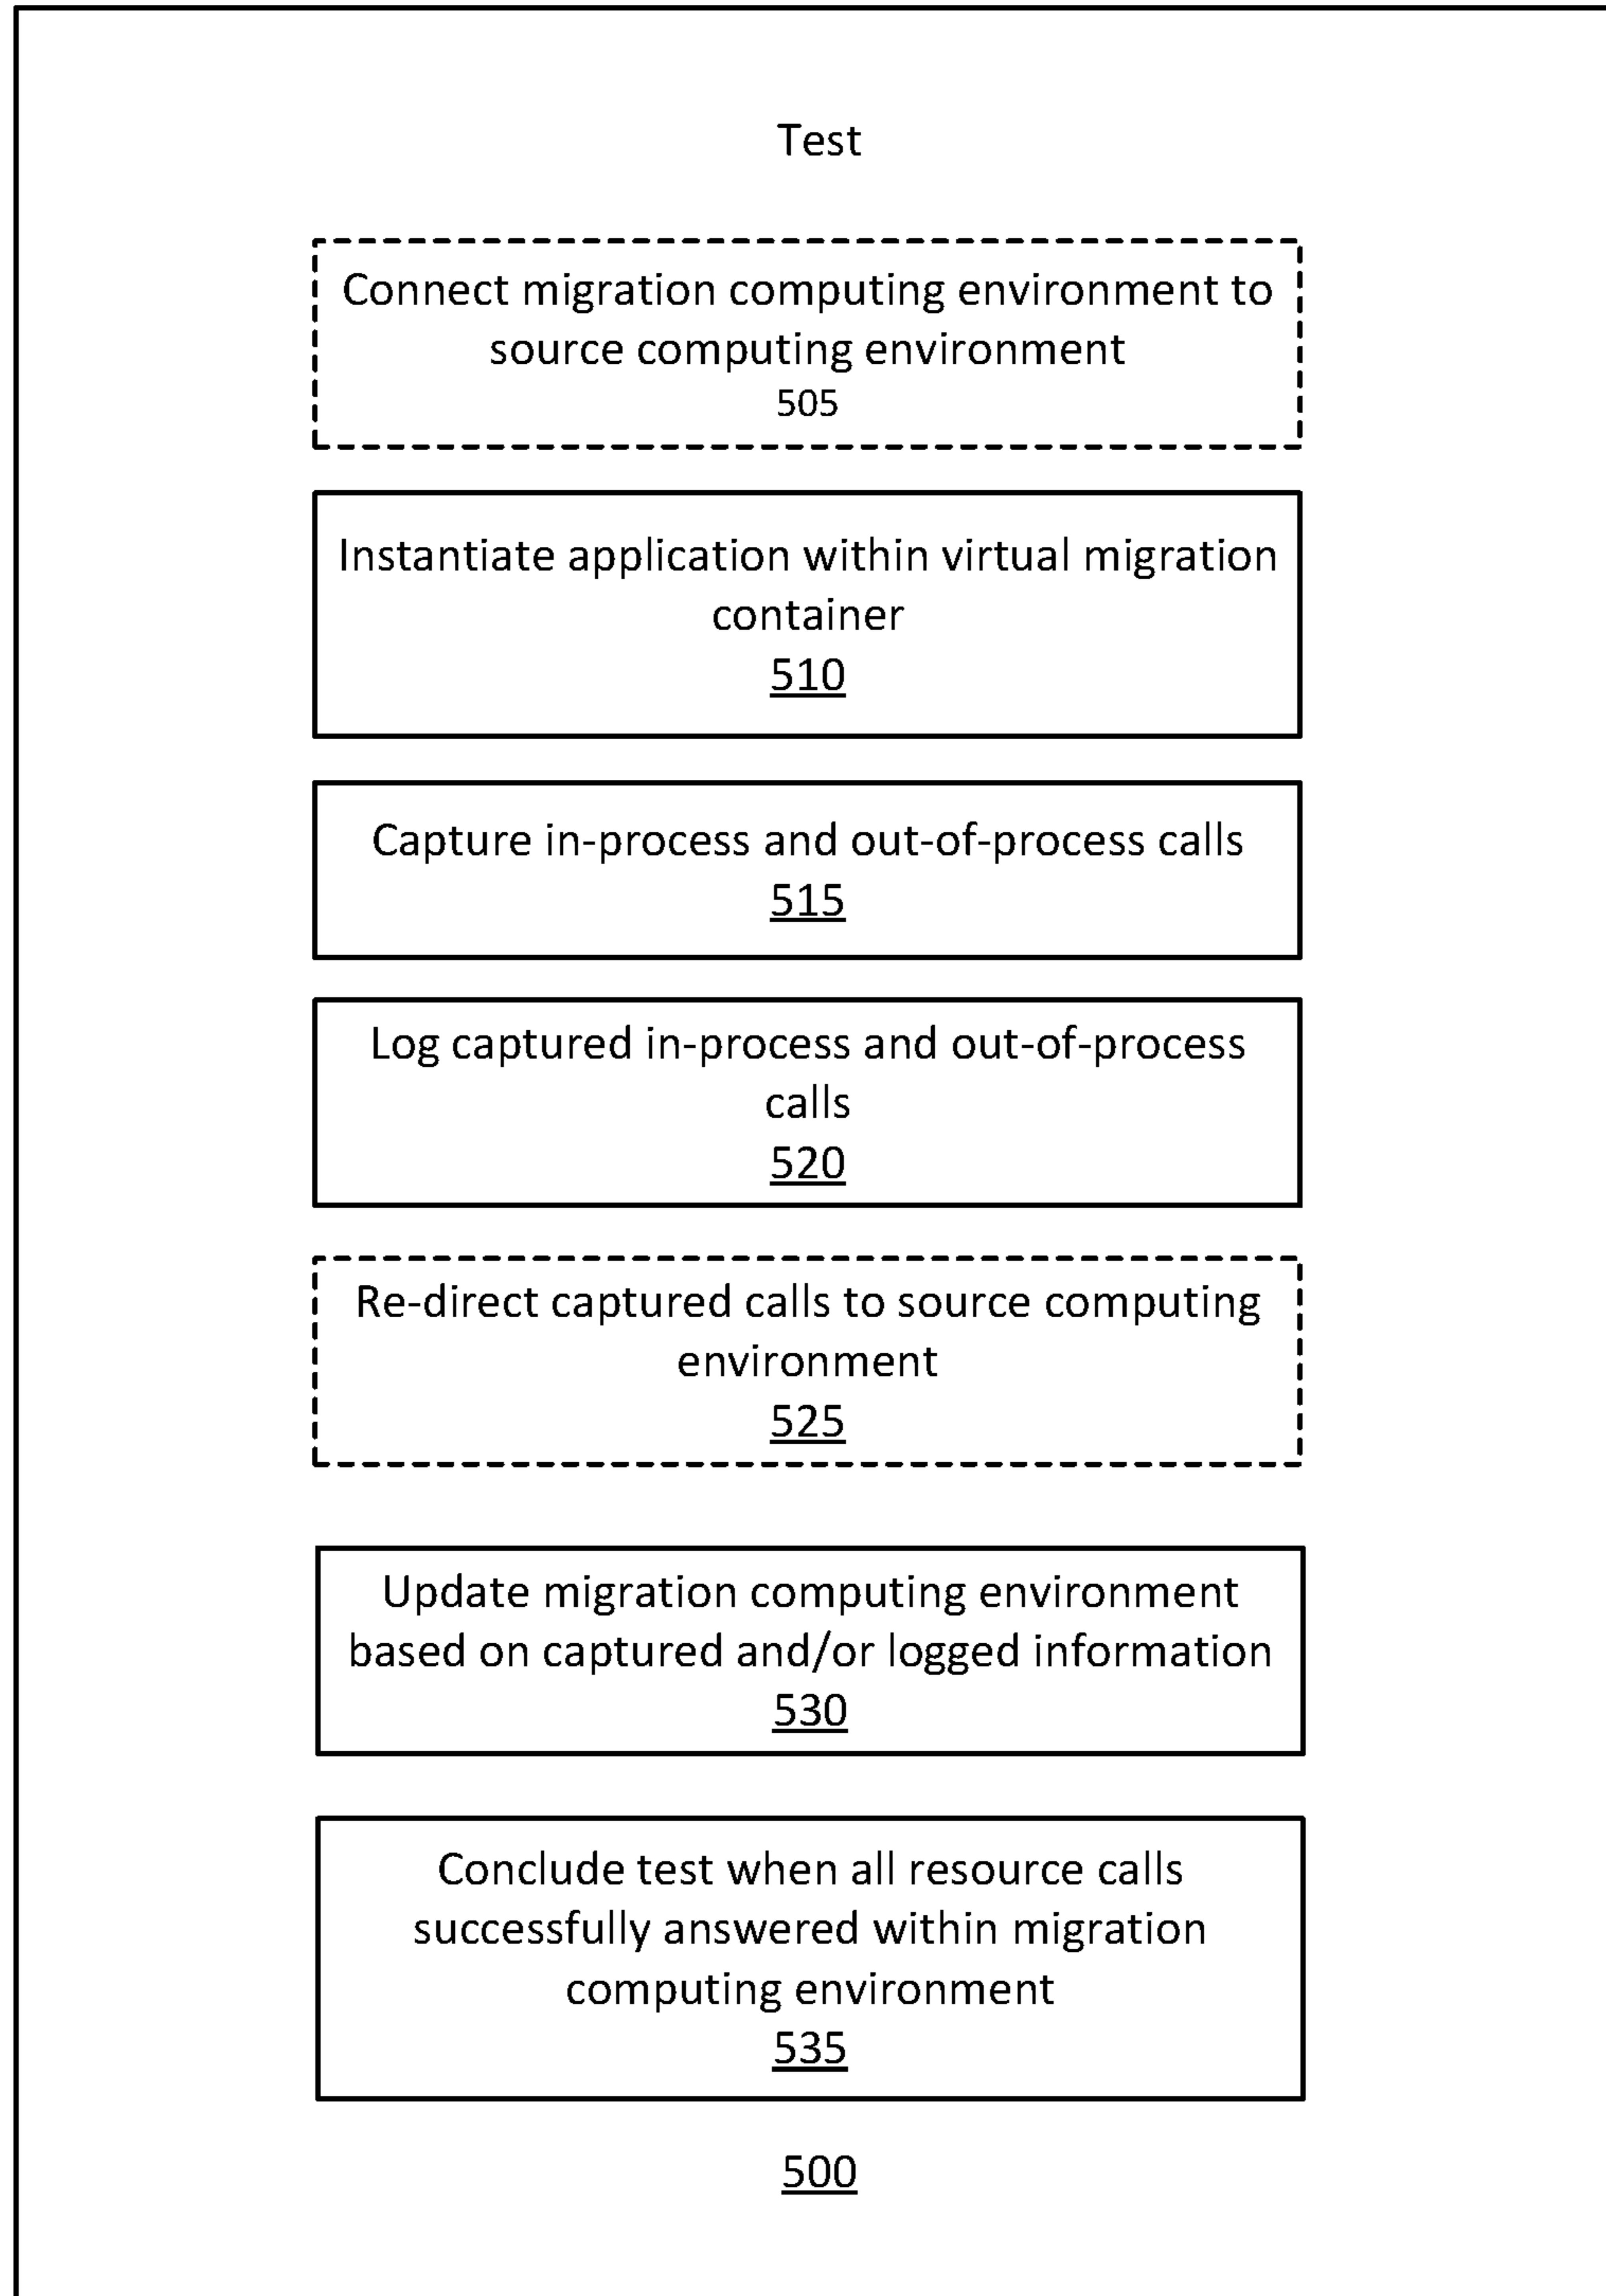 Test
Connect migration computing environment to
source computing environment
505
Instantiate application within virtual migration
container
510
Capture in-process and out-of-process calls
515
Log captured in-process and out-of-process
calls
520
Re-direct captured calls to source computing
environment
525
Update migration computing environment
based on captured and/or logged information
530
Conclude test when all resource calls
successfully answered within migration
computing environment
535
500